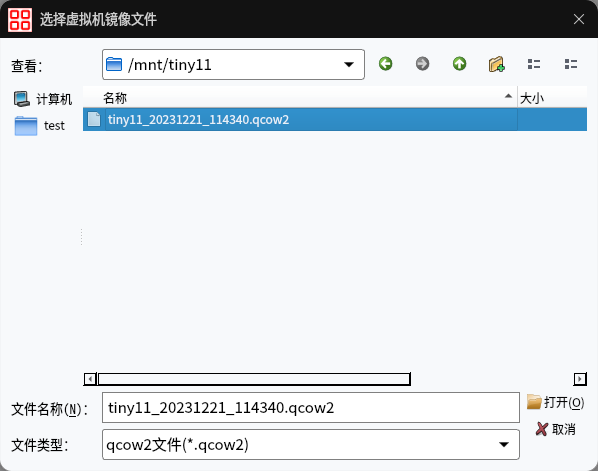 选择虚拟机镜像文件
查看：
/mnt/tiny11
计算机
test
名称
大小
tiny11_20231221_114340.qcow2
文件名称(N)：
tiny11_20231221_114340.qcow2
打开(O)
文件类型：
qcow2文件(*.qcow2)
取消